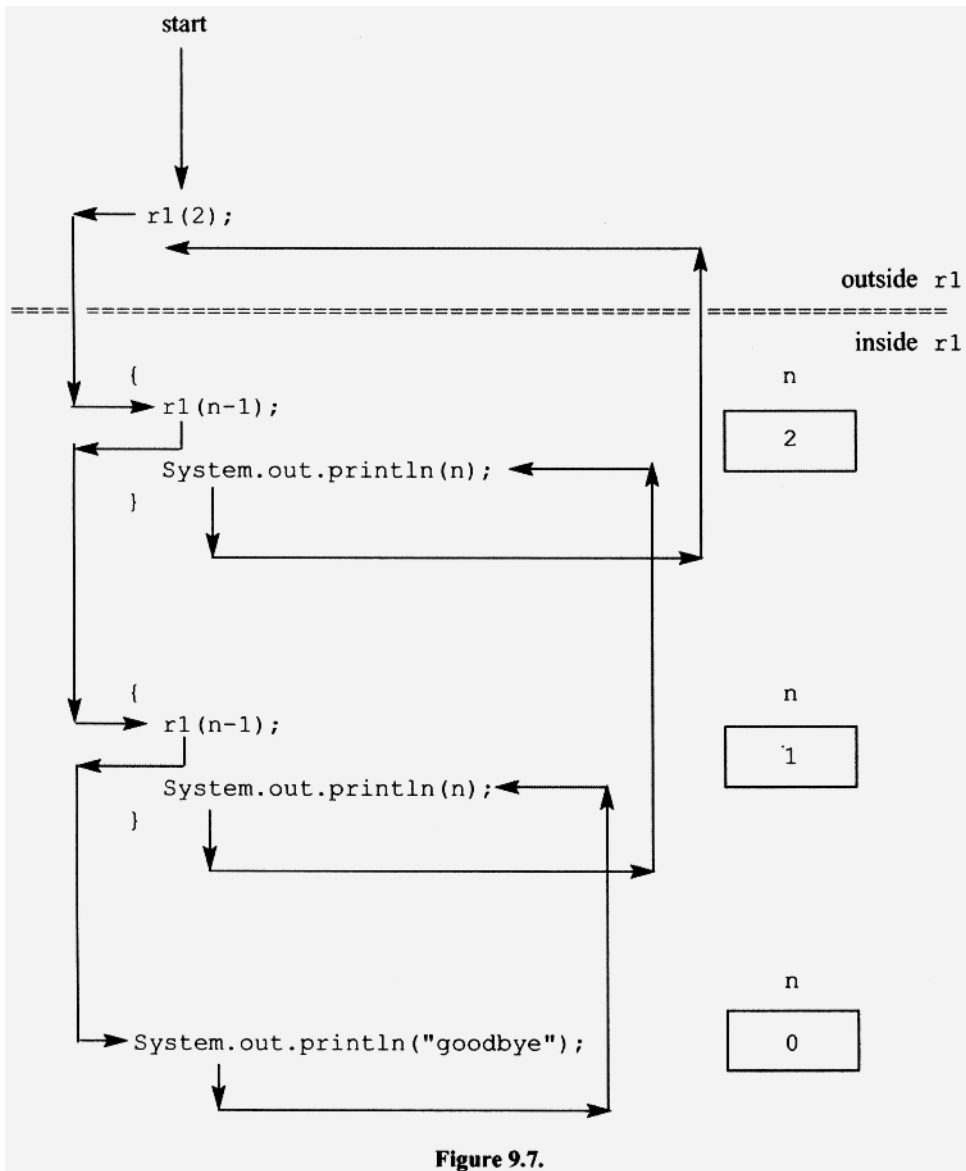 start
r1(2);
outside r1
==== ====================================== ===============
inside r1
{
n
r1(n-1);
2
System.out.println(n);
}
{
n
r1(n-1);
1
System.out.println(n);
}
n
System.out.println("goodbye");
0
Figure 9.7.